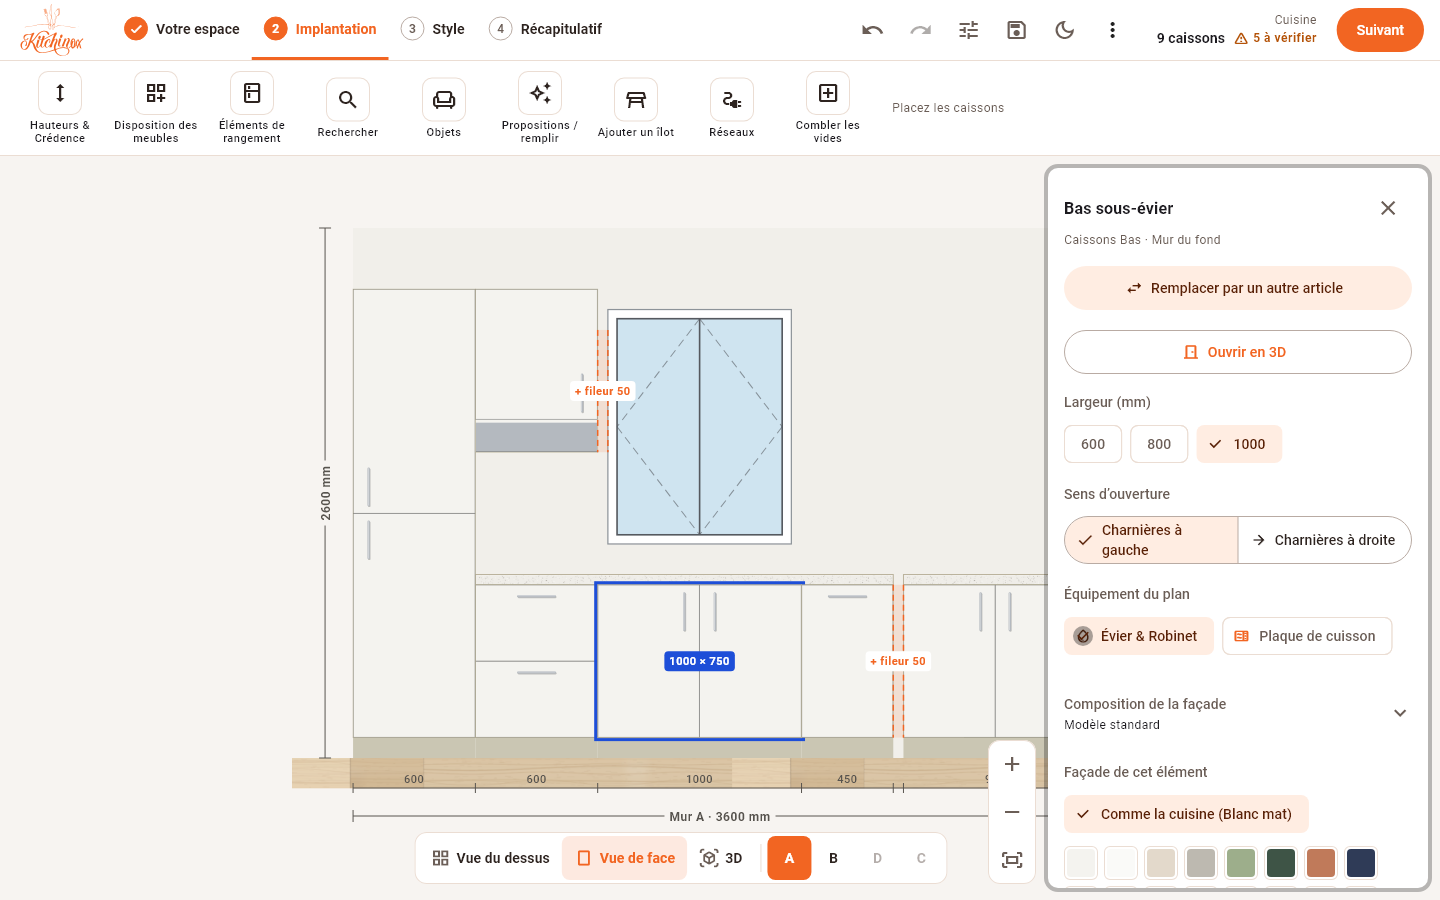 Kitchinox
Votre espace
2 Implantation
3 Style
4 Récapitulatif
Cuisine
9 caissons
5 à vérifier
Suivant
Hauteurs &
Crédence
Disposition des
meubles
Éléments de
rangement
Rechercher
Objets
Propositions /
remplir
Ajouter un îlot
Réseaux
Combler les
vides
Placez les caissons
2600 mm
+ fileur 50
1000 × 750
+ fileur 50
600
600
1000
450
Mur A · 3600 mm
Vue du dessus
Vue de face
3D
A
B
D
C
Bas sous-évier
Caissons Bas · Mur du fond
Remplacer par un autre article
Ouvrir en 3D
Largeur (mm)
600
800
1000
Sens d’ouverture
Charnières à
gauche
Charnières à droite
Équipement du plan
Évier & Robinet
Plaque de cuisson
Composition de la façade
Modèle standard
Façade de cet élément
Comme la cuisine (Blanc mat)